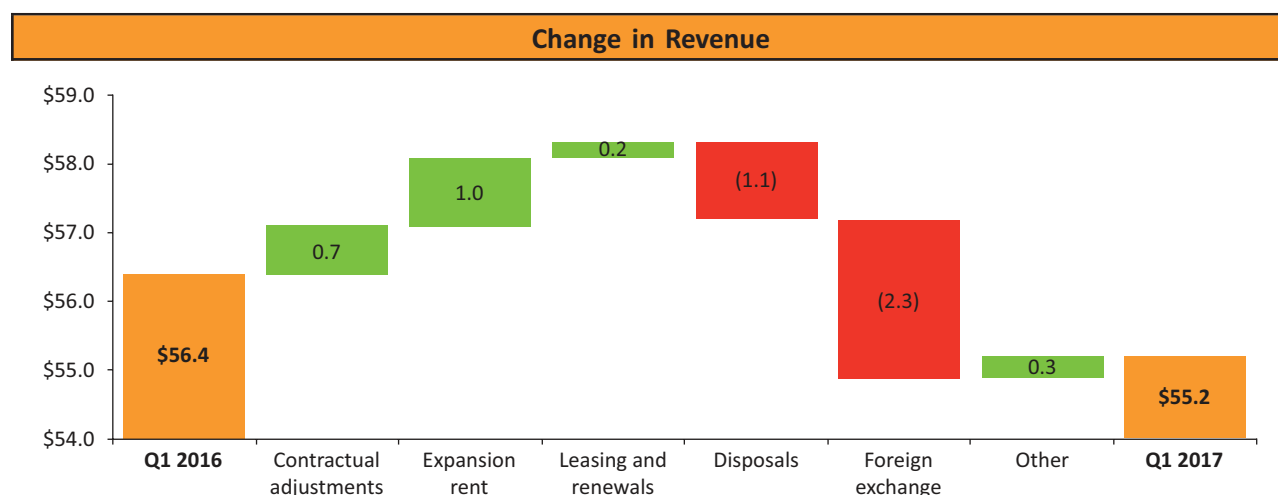 Change in Revenue
$59.0
$58.0
$57.0
$56.0
$55.0
$54.0
$56.4
0.7
1.0
0.2
(1.1)
(2.3)
0.3
$55.2
Q1 2016
Contractual
adjustments
Expansion
rent
Leasing and
renewals
Disposals
Foreign
exchange
Other
Q1 2017